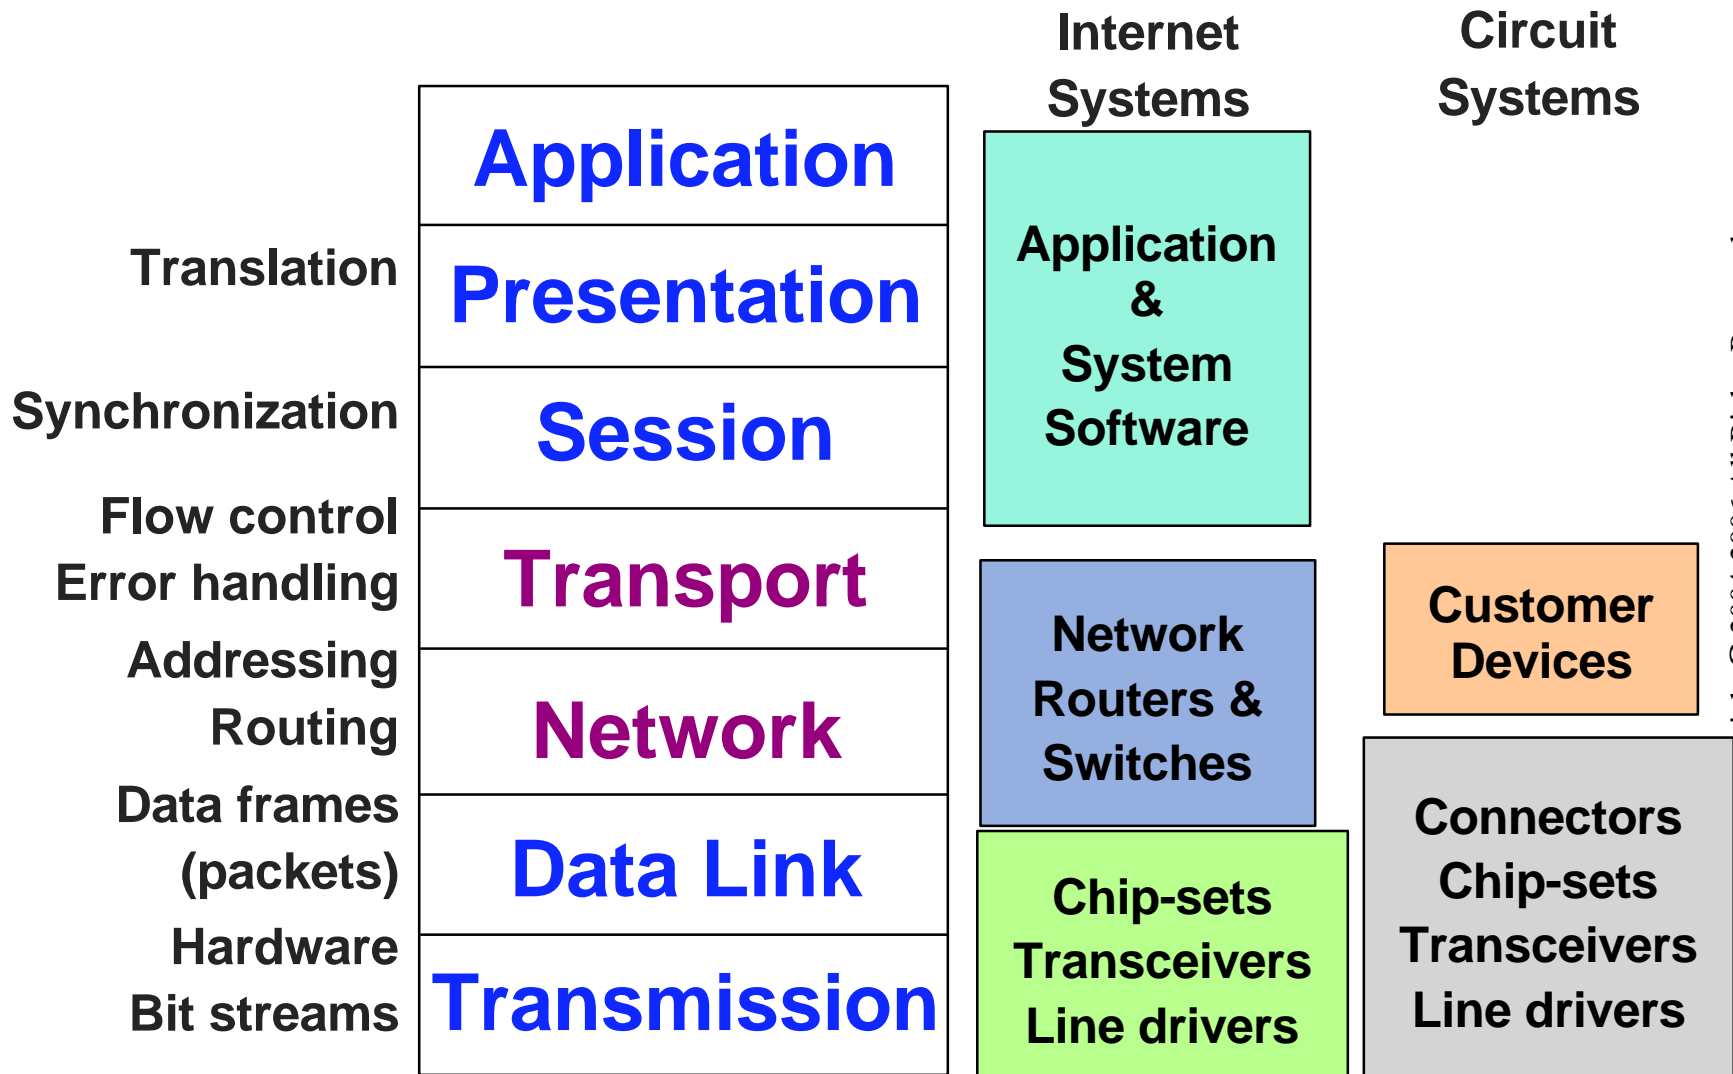 Internet
Systems
Circuit
Systems
Application
Translation
Presentation
Synchronization
Session
Flow control
Error handling
Transport
Addressing
Routing
Network
Data frames
(packets)
Data Link
Hardware
Bit streams
Transmission
Application
&
System
Software
Network
Routers &
Switches
Chip-sets
Transceivers
Line drivers
Customer
Devices
Connectors
Chip-sets
Transceivers
Line drivers